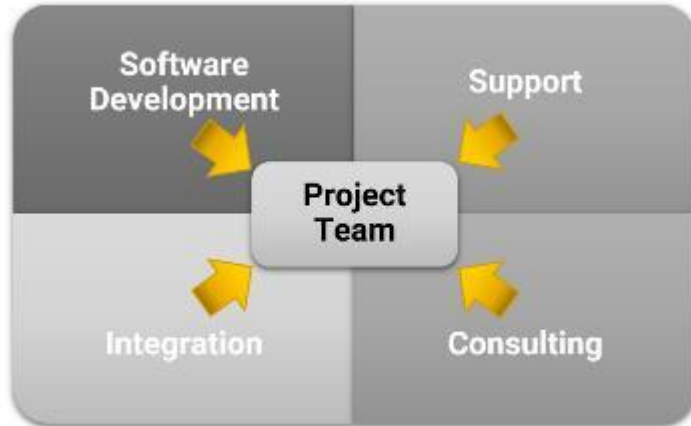 Software
Development
Support
Project
Team
Integration
Consulting